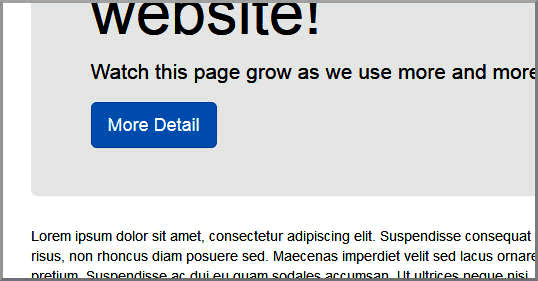 website!
Watch this page grow as we use more and more
More Detail
Lorem ipsum dolor sit amet, consectetur adipiscing elit. Suspendisse consequat
risus, non rhoncus diam posuere sed. Maecenas imperdiet velit sed lacus ornare
pretium. Suspendisse ac dui eu quam sodales accumsan. Ut ultrices neque nisi,